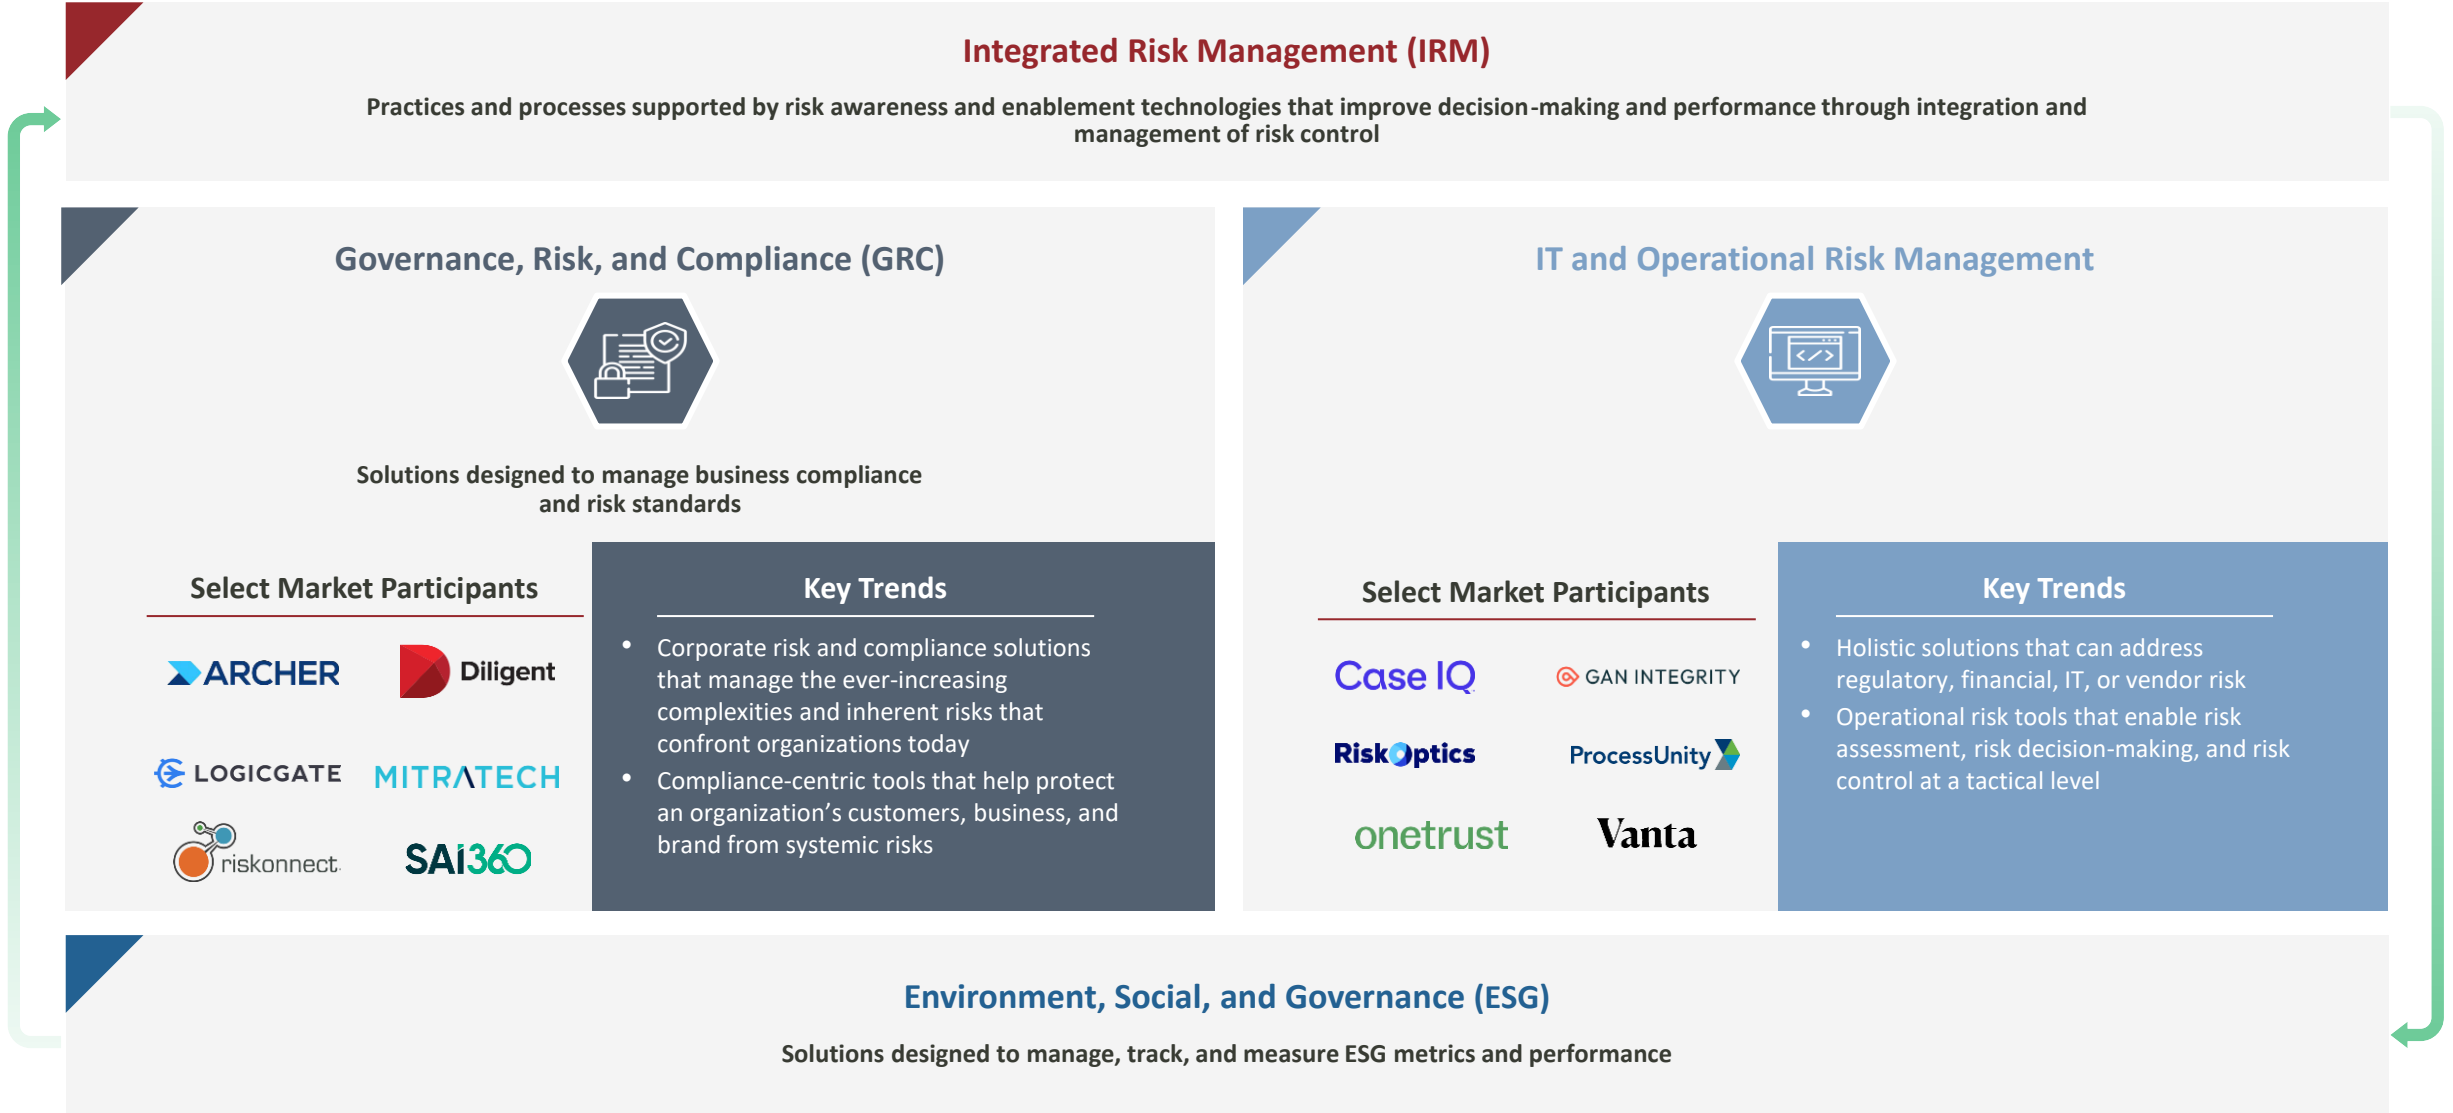 Integrated Risk Management (IRM)
Practices and processes supported by risk awareness and enablement technologies that improve decision-making and performance through integration and
management of risk control
Governance, Risk, and Compliance (GRC)
Solutions designed to manage business compliance
and risk standards
Select Market Participants
ARCHER
Diligent
LOGICGATE
MITRATECH
riskonnect
SAI360
Key Trends
• Corporate risk and compliance solutions
that manage the ever-increasing
complexities and inherent risks that
confront organizations today
• Compliance-centric tools that help protect
an organization’s customers, business, and
brand from systemic risks
IT and Operational Risk Management
</>
Select Market Participants
Case IQ
GAN INTEGRITY
RiskOptics
ProcessUnity
onetrust
Vanta
Key Trends
• Holistic solutions that can address
regulatory, financial, IT, or vendor risk
• Operational risk tools that enable risk
assessment, risk decision-making, and risk
control at a tactical level
Environment, Social, and Governance (ESG)
Solutions designed to manage, track, and measure ESG metrics and performance